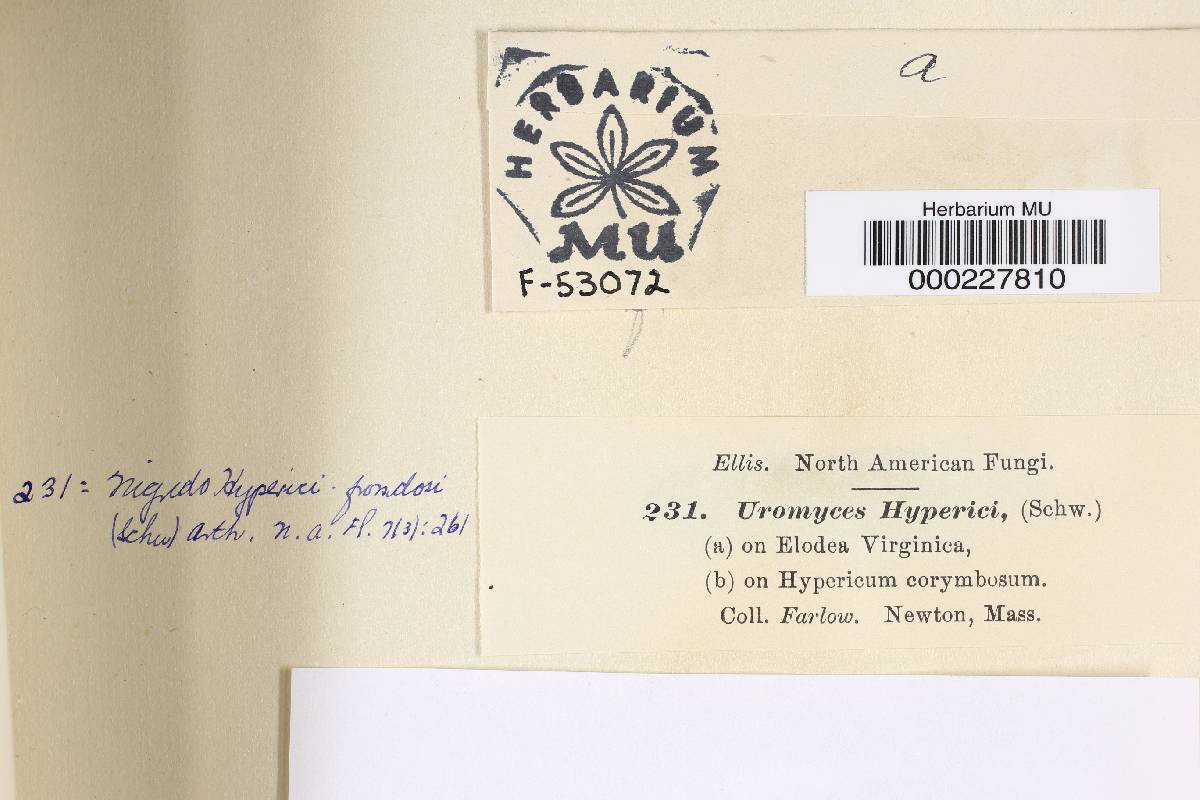 a
HERBARIUM
MU
F-53072
Herbarium MU
000227810
231 = Nigredo Hyperici-frondosi
(Schw) Arth. N. A. Fl. 7(3): 261
Ellis. North American Fungi.
231. Uromyces Hyperici, (Schw.)
(a) on Elodea Virginica,
(b) on Hypericum corymbosum.
Coll. Farlow. Newton, Mass.